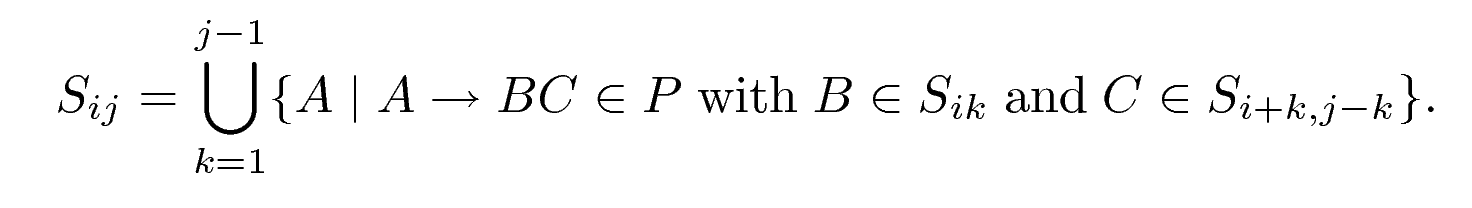 $S_{ij} = \bigcup_{k=1}^{j-1} \{A \mid A \to BC \in P \text{ with } B \in S_{ik} \text{ and } C \in S_{i+k,j-k}\}.$